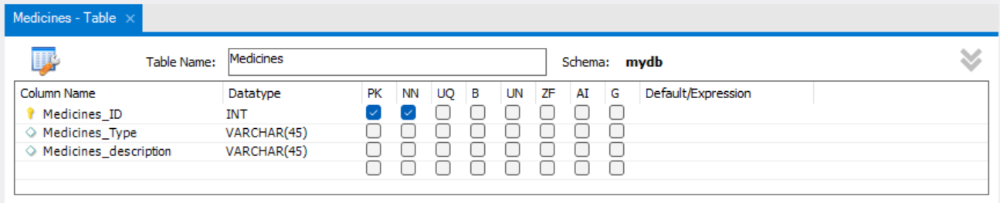 Medicines - Table ×
Table Name: Medicines Schema: mydb
Column Name Datatype PK NN UQ B UN ZF AI G Default/Expression
Medicines_ID INT
Medicines_Type VARCHAR(45)
Medicines_description VARCHAR(45)